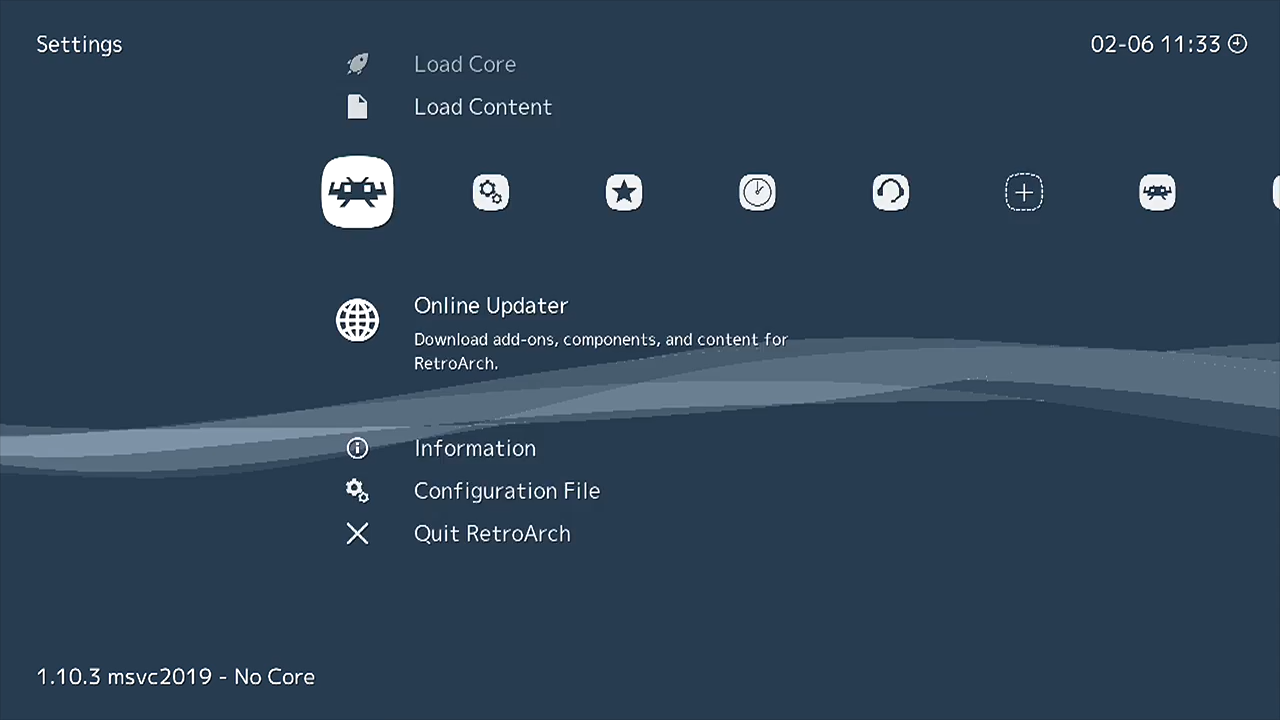 Settings
02-06 11:33
Load Core
Load Content
Online Updater
Download add-ons, components, and content for
RetroArch.
Information
Configuration File
Quit RetroArch
1.10.3 msvc2019 - No Core